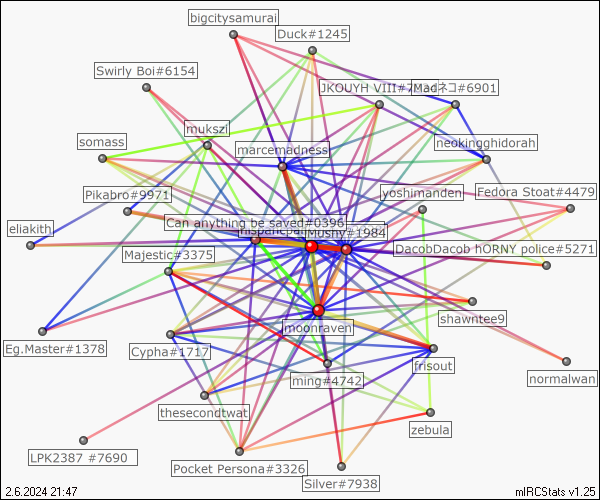 bigcitysamurai
Duck#1245
Swirly Boi#6154
JKOUYH VIII#7
Madネコ#6901
mukszi
somass
marcemadness
neokingghidorah
Pikabro#9971
yoshimanden
Fedora Stoat#4479
Can anything be saved#0396
eliakith
#1984
DacobDacob hORNY police#5271
Majestic#3375
shawntee9
moonraven
Eg.Master#1378
Cypha#1717
frisout
ming#4742
normalwan
thesecondtwat
zebula
LPK2387 #7690
Pocket Persona#3326
Silver#7938
2.6.2024 21:47
mIRCStats v1.25